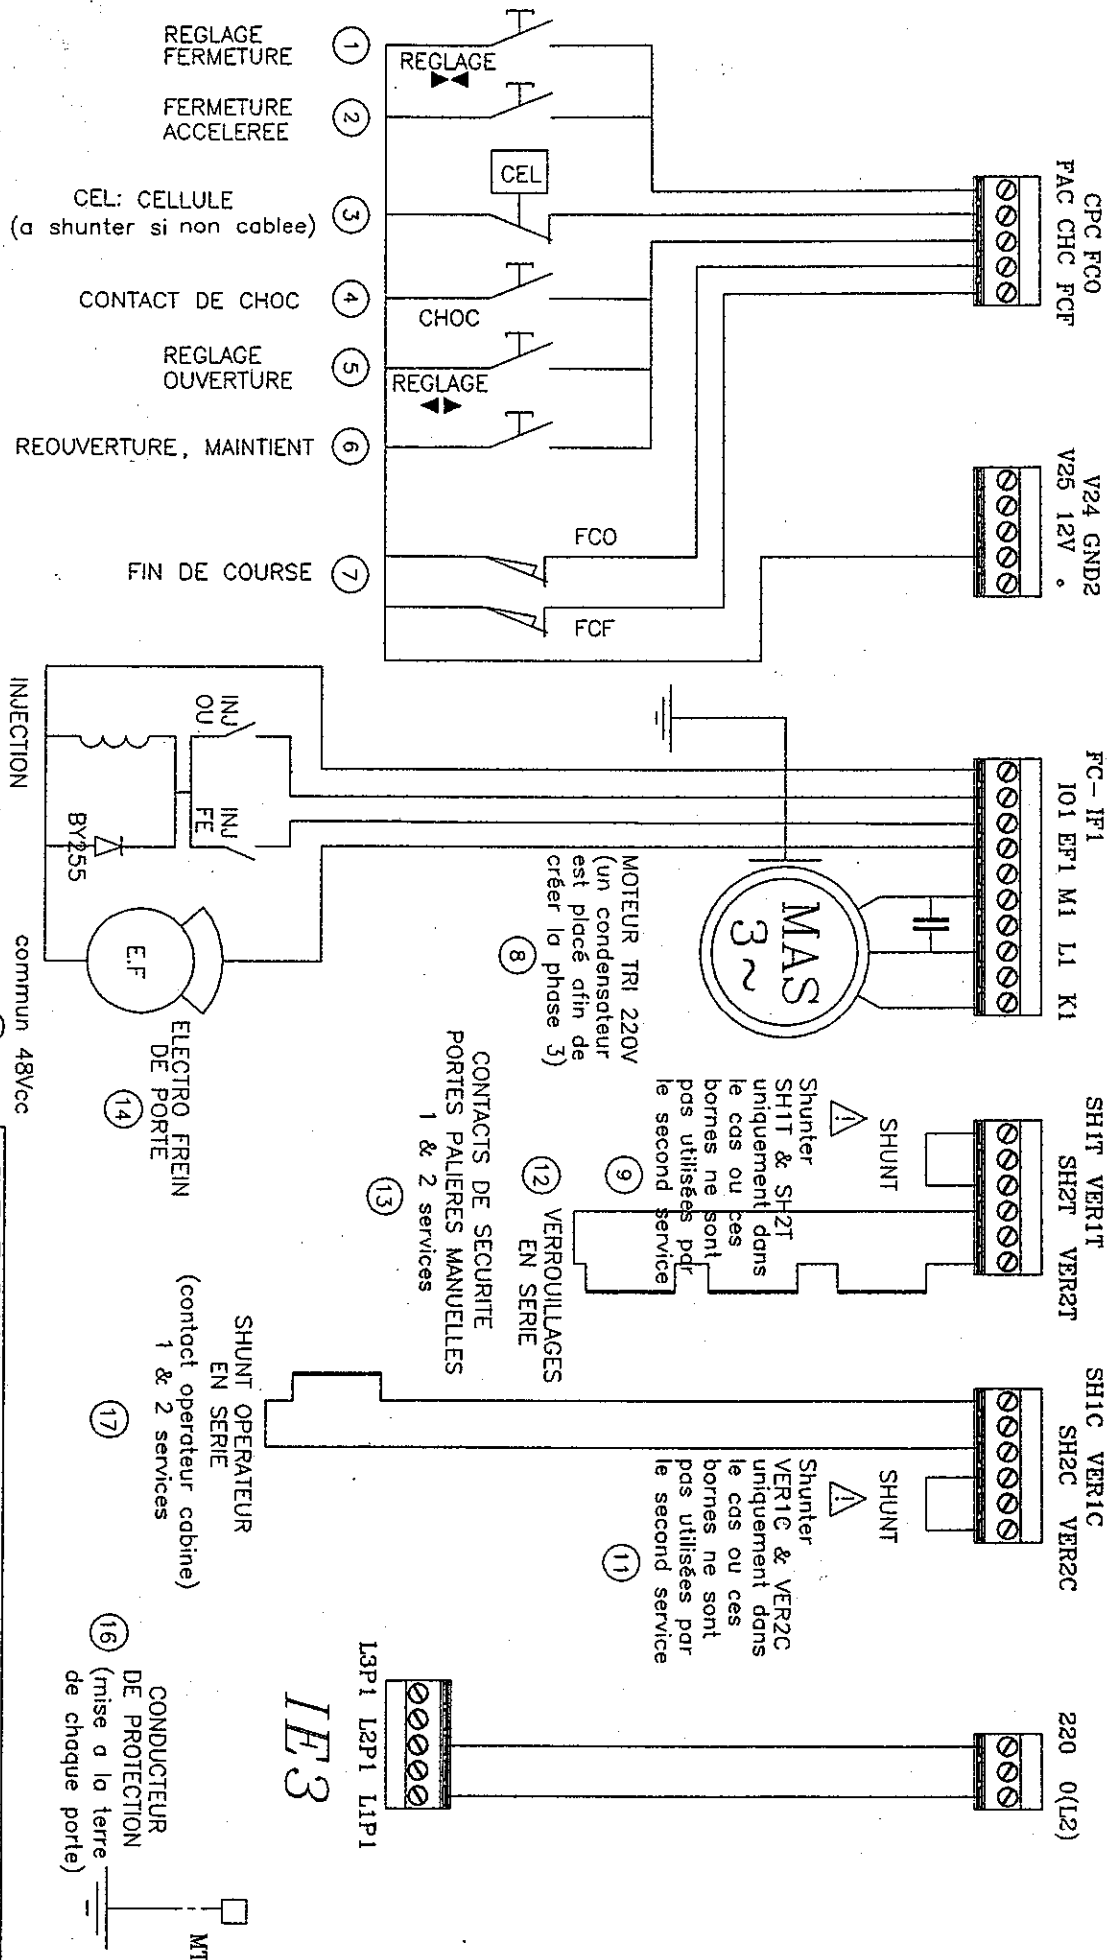 REGLAGE
FERMETURE
1
REGLAGE
FERMETURE
ACCELEREE
2
CEL
CEL: CELLULE
(a shunter si non cablee)
3
CONTACT DE CHOC
4
CHOC
REGLAGE
OUVERTURE
5
REGLAGE
REOUVERTURE, MAINTIENT
6
FIN DE COURSE
7
FCO
FCF
CPC FCO
FAC CHC FCF
V24 GND2
V25 12V
FC- IF1
IO1 EF1 M1 L1 K1
INJ
OU
INJ
FE
BY255
INJECTION
E.F
commun 48Vcc
ELECTRO FREIN
DE PORTE
14
MAS
3~
MOTEUR TRI 220V
(un condensateur
est placé afin de
créer la phase 3)
8
SH1T VER1T
SH2T VER2T
SHUNT
Shunter
SH1T & SH2T
uniquement dans
le cas ou ces
bornes ne sont
pas utilisées par
le second service
9
12
VERROUILLAGES
EN SERIE
CONTACTS DE SECURITE
PORTES PALIERES MANUELLES
1 & 2 services
13
SH1C VER1C
SH2C VER2C
SHUNT
Shunter
VER1C & VER2C
uniquement dans
le cas ou ces
bornes ne sont
pas utilisées par
le second service
11
SHUNT OPERATEUR
EN SERIE
(contact operateur cabine)
1 & 2 services
17
220 0(L2)
L3P1 L2P1 L1P1
IE3
CONDUCTEUR
DE PROTECTION
16
(mise a la terre
de chaque porte)